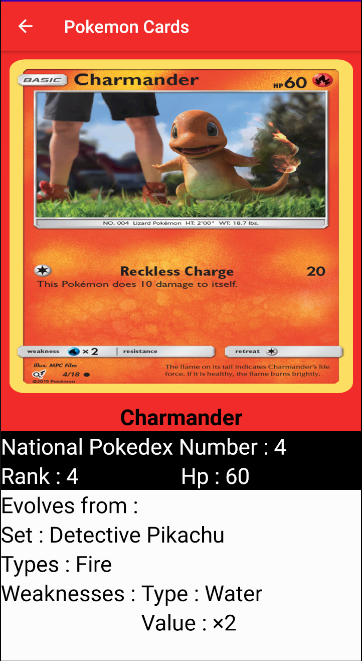 Pokemon Cards
BASIC Charmander HP60
NO. 004 Lizard Pokémon HT: 2'00" WT: 18.7 lbs.
Reckless Charge 20
This Pokémon does 10 damage to itself.
weakness ×2 resistance retreat
Illus. MPC film
The flame on its tail indicates Charmander's life
4/18 force. If it is healthy, the flame burns brightly.
©2019 Pokémon
Charmander
National Pokedex Number : 4
Rank : 4 Hp : 60
Evolves from :
Set : Detective Pikachu
Types : Fire
Weaknesses : Type : Water
Value : ×2